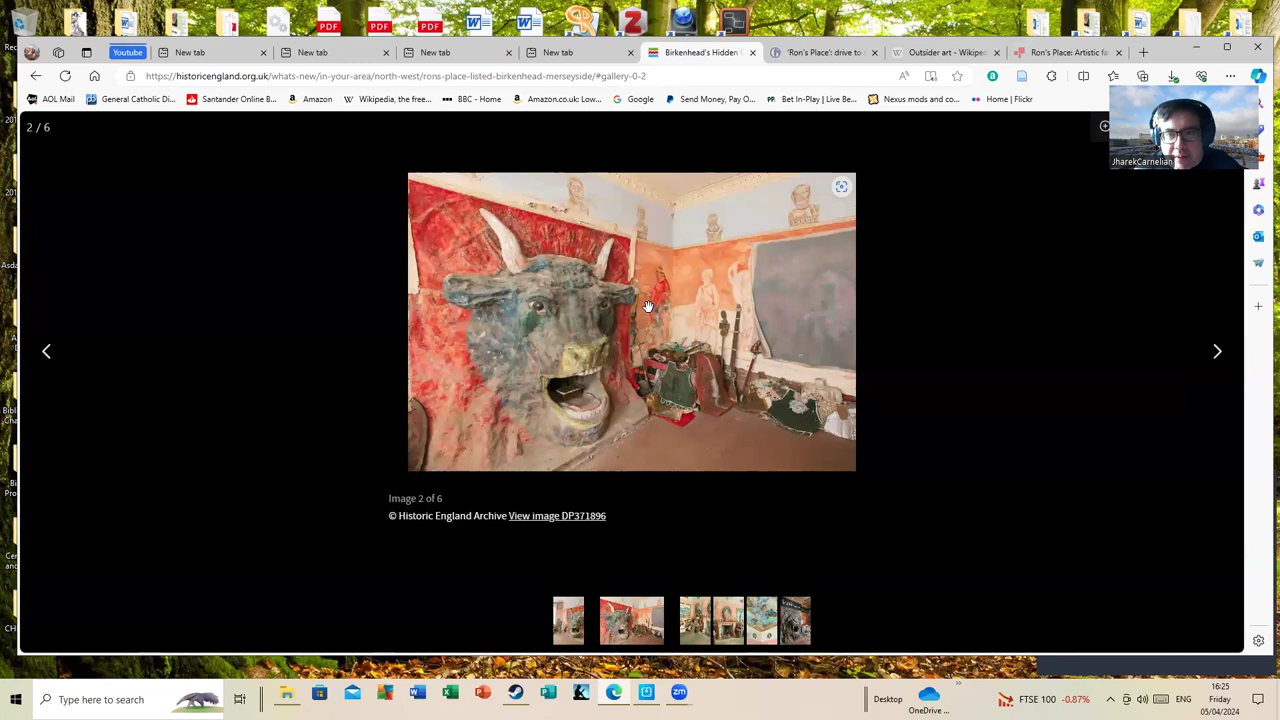 PDF
PDF
PDF
Youtube
New tab
New tab
New tab
New tab
Birkenhead's Hidden
'Ron's Place: drive to
Outsider art - Wikipe
Ron's Place: Artistic fa
https://historicengland.org.uk/whats-new/in-your-area/north-west/rons-place-listed-birkenhead-merseyside/#gallery-0-2
AOL Mail
General Catholic Di...
Santander Online B...
Amazon
Wikipedia, the free...
BBC - Home
Amazon.co.uk: Low...
Google
Send Money, Pay O...
Bet In-Play | Live Be...
Nexus mods and co...
Home | Flickr
2 / 6
JharekCarnelian
Image 2 of 6
© Historic England Archive View image DP371896
Type here to search
Desktop
OneDrive ...
FTSE 100 -0.87%
ENG
16:25
Friday
05/04/2024